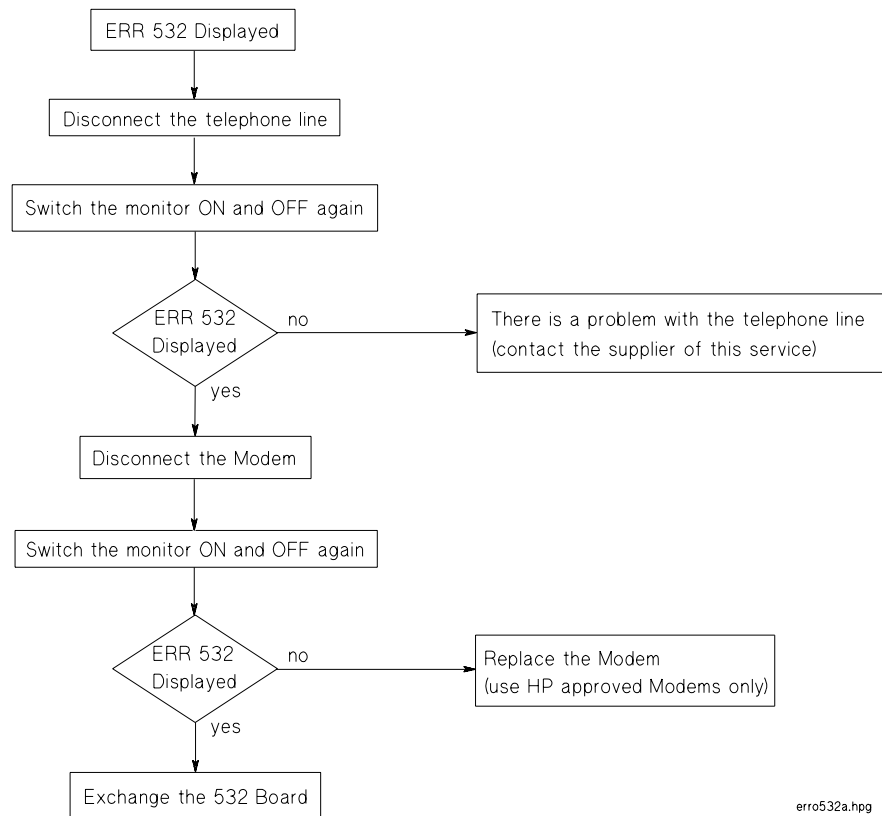 ERR 532 Displayed
Disconnect the telephone line
Switch the monitor ON and OFF again
ERR 532
Displayed
no
There is a problem with the telephone line
(contact the supplier of this service)
yes
Disconnect the Modem
Switch the monitor ON and OFF again
ERR 532
Displayed
no
Replace the Modem
(use HP approved Modems only)
yes
Exchange the 532 Board
erro532a.hpg